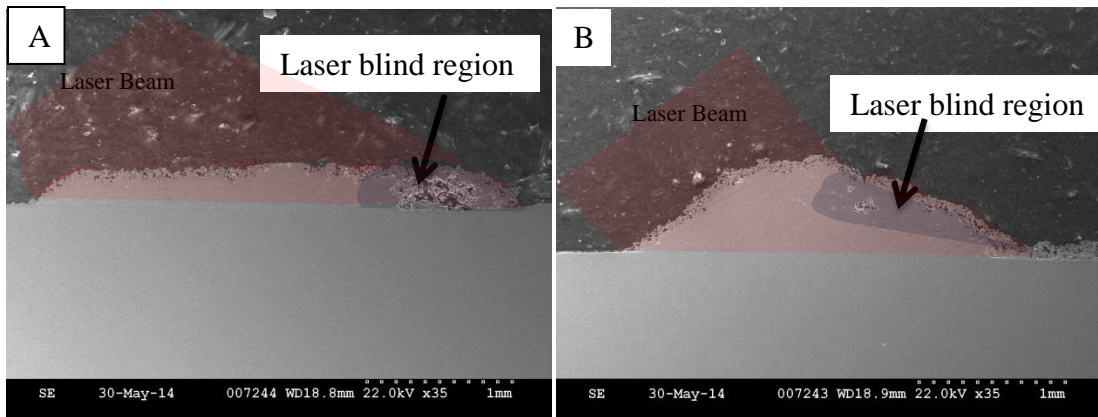 A
Laser blind region
Laser Beam
SE 30-May-14 007244 WD18.8mm 22.0kV x35 1mm
B
Laser blind region
Laser Beam
SE 30-May-14 007243 WD18.9mm 22.0kV x35 1mm